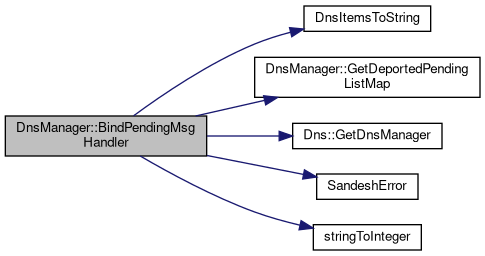 DnsItemsToString
DnsManager::GetDeportedPending
ListMap
DnsManager::BindPendingMsg
Handler
Dns::GetDnsManager
SandeshError
stringToInteger